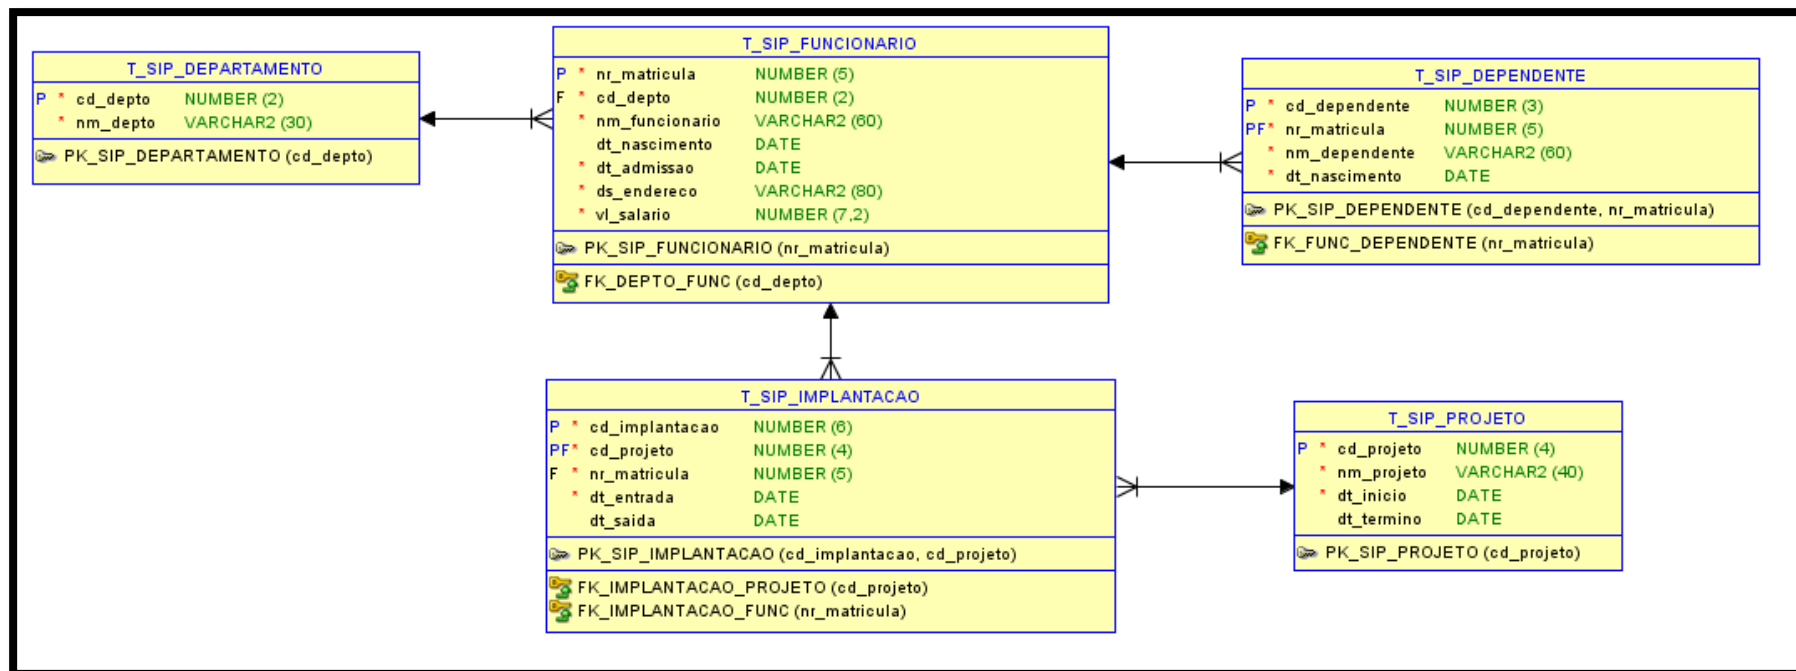 T_SIP_DEPARTAMENTO
P * cd_depto NUMBER (2)
* nm_depto VARCHAR2 (30)
PK_SIP_DEPARTAMENTO (cd_depto)
T_SIP_FUNCIONARIO
P * nr_matricula NUMBER (5)
F * cd_depto NUMBER (2)
* nm_funcionario VARCHAR2 (60)
dt_nascimento DATE
* dt_admissao DATE
* ds_endereco VARCHAR2 (80)
* vl_salario NUMBER (7,2)
PK_SIP_FUNCIONARIO (nr_matricula)
FK_DEPTO_FUNC (cd_depto)
T_SIP_DEPENDENTE
P * cd_dependente NUMBER (3)
PF* nr_matricula NUMBER (5)
* nm_dependente VARCHAR2 (60)
* dt_nascimento DATE
PK_SIP_DEPENDENTE (cd_dependente, nr_matricula)
FK_FUNC_DEPENDENTE (nr_matricula)
T_SIP_IMPLANTACAO
P * cd_implantacao NUMBER (6)
PF* cd_projeto NUMBER (4)
F * nr_matricula NUMBER (5)
* dt_entrada DATE
dt_saida DATE
PK_SIP_IMPLANTACAO (cd_implantacao, cd_projeto)
FK_IMPLANTACAO_PROJETO (cd_projeto)
FK_IMPLANTACAO_FUNC (nr_matricula)
T_SIP_PROJETO
P * cd_projeto NUMBER (4)
* nm_projeto VARCHAR2 (40)
* dt_inicio DATE
dt_termino DATE
PK_SIP_PROJETO (cd_projeto)